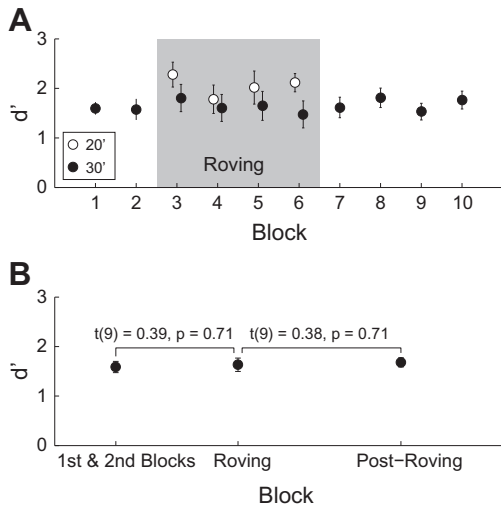 A
3
2
1
0
d'
20'
30'
Roving
1 2 3 4 5 6 7 8 9 10
Block
B
3
2
1
0
d'
t(9) = 0.39, p = 0.71 t(9) = 0.38, p = 0.71
1st & 2nd Blocks Roving Post−Roving
Block